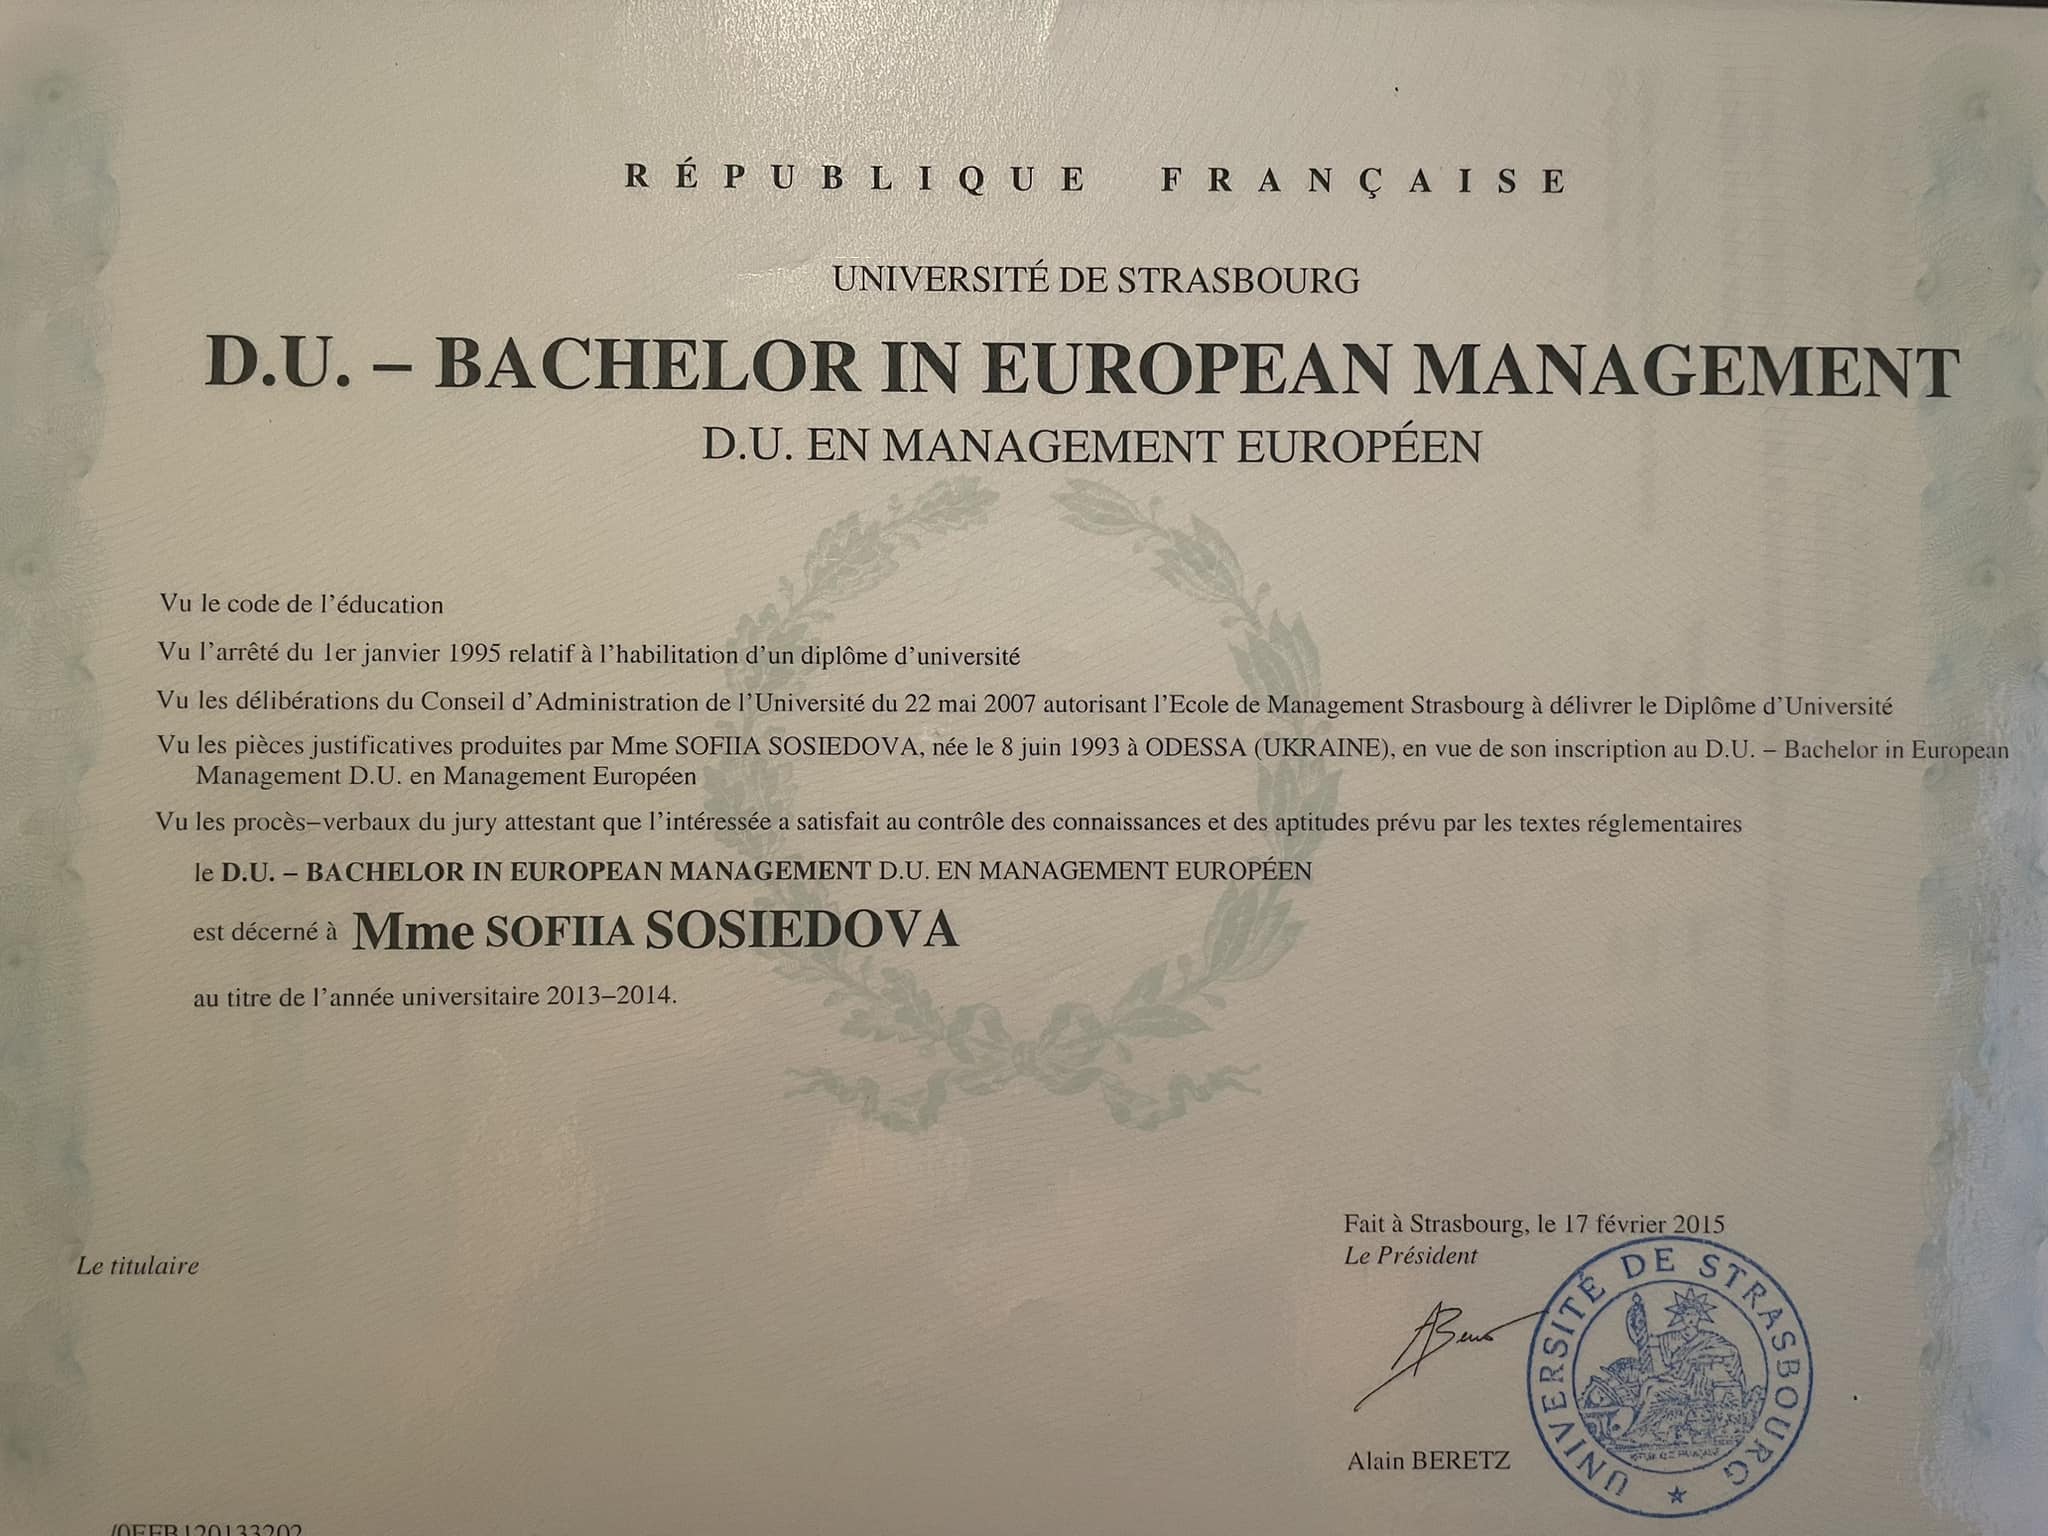 RÉPUBLIQUE FRANÇAISE
UNIVERSITÉ DE STRASBOURG
D.U. – BACHELOR IN EUROPEAN MANAGEMENT
D.U. EN MANAGEMENT EUROPÉEN
Vu le code de l'éducation
Vu l'arrêté du 1er janvier 1995 relatif à l'habilitation d'un diplôme d'université
Vu les délibérations du Conseil d'Administration de l'Université du 22 mai 2007 autorisant l'Ecole de Management Strasbourg à délivrer le Diplôme d'Université
Vu les pièces justificatives produites par Mme SOFIIA SOSIEDOVA, née le 8 juin 1993 à ODESSA (UKRAINE), en vue de son inscription au D.U. – Bachelor in European
Management D.U. en Management Européen
Vu les procès–verbaux du jury attestant que l'intéressée a satisfait au contrôle des connaissances et des aptitudes prévu par les textes réglementaires
le D.U. – BACHELOR IN EUROPEAN MANAGEMENT D.U. EN MANAGEMENT EUROPÉEN
est décerné à Mme SOFIIA SOSIEDOVA
au titre de l'année universitaire 2013–2014.
Fait à Strasbourg, le 17 février 2015
Le Président
Le titulaire
UNIVERSITÉ DE STRASBOURG
Alain BERETZ